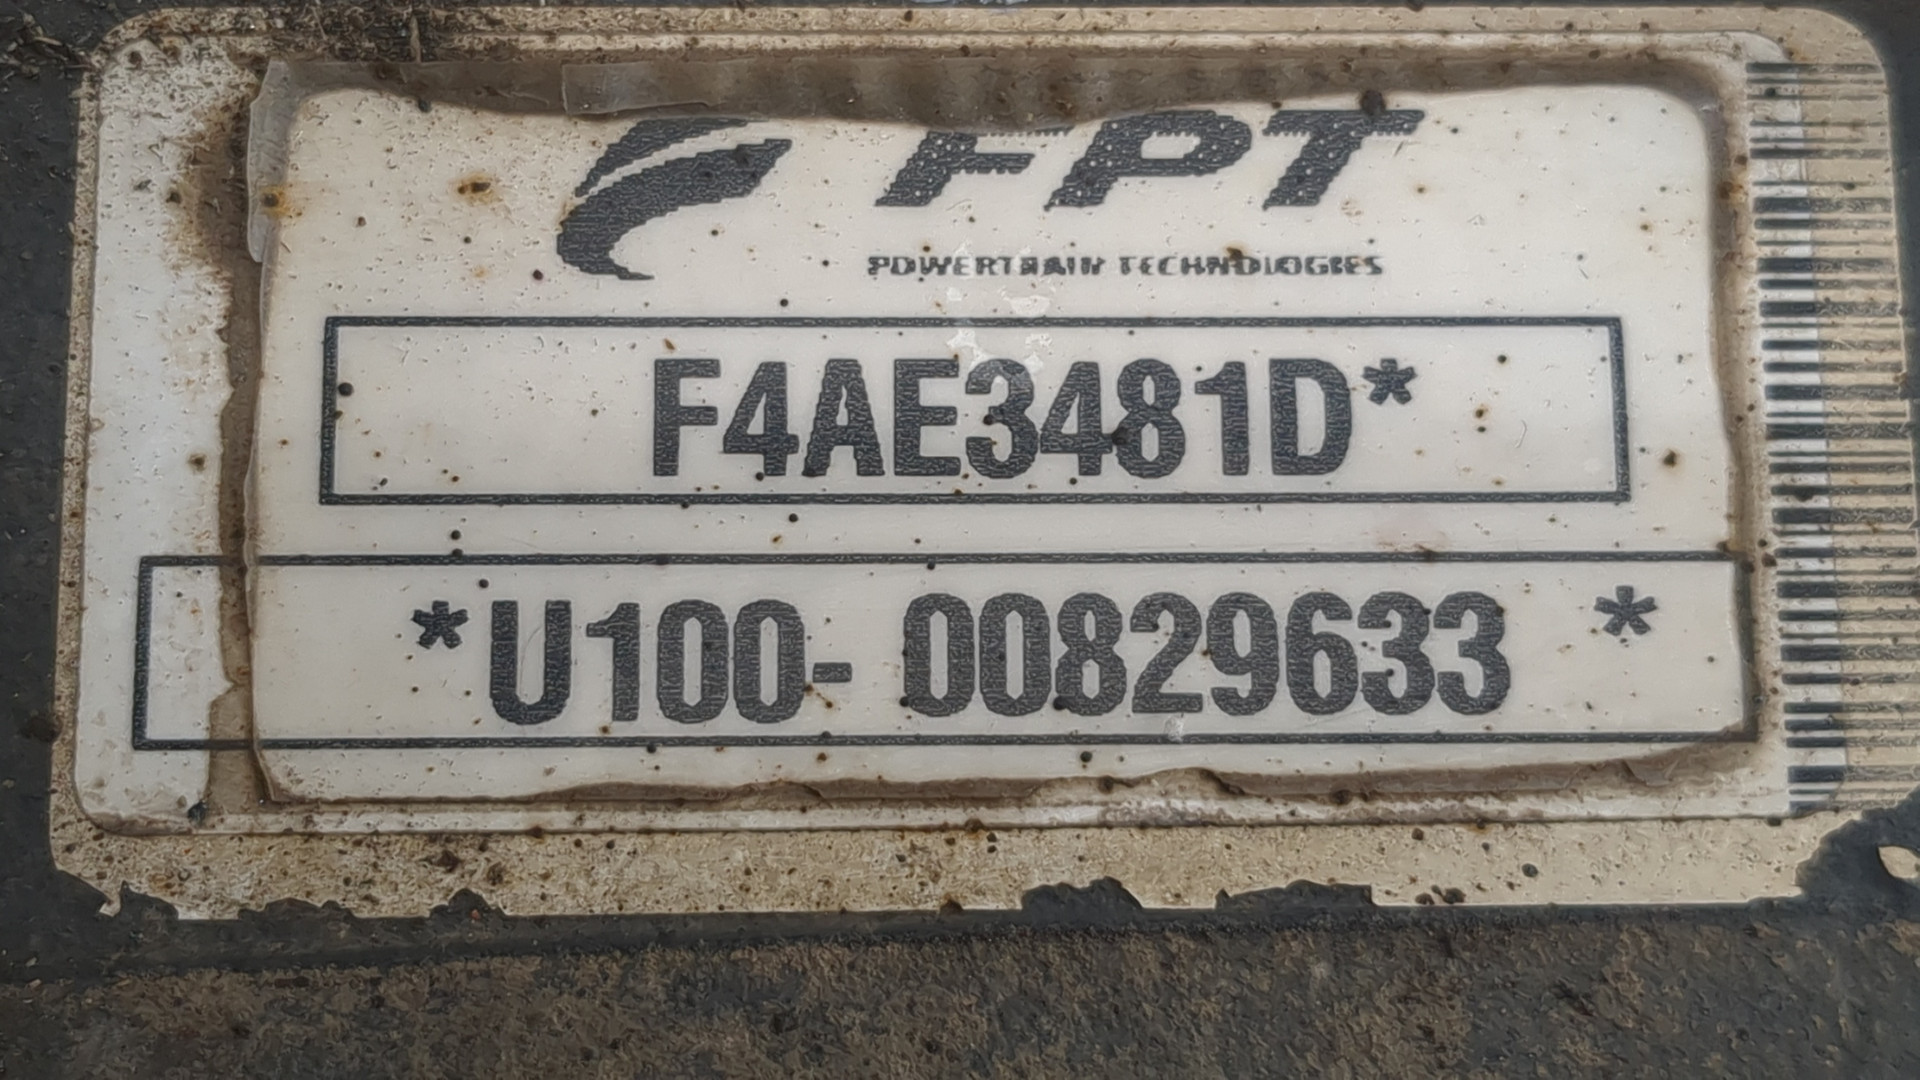 FPT
POWERTRAIN TECHNOLOGIES
F4AE3481D*
*U100- 00829633 *